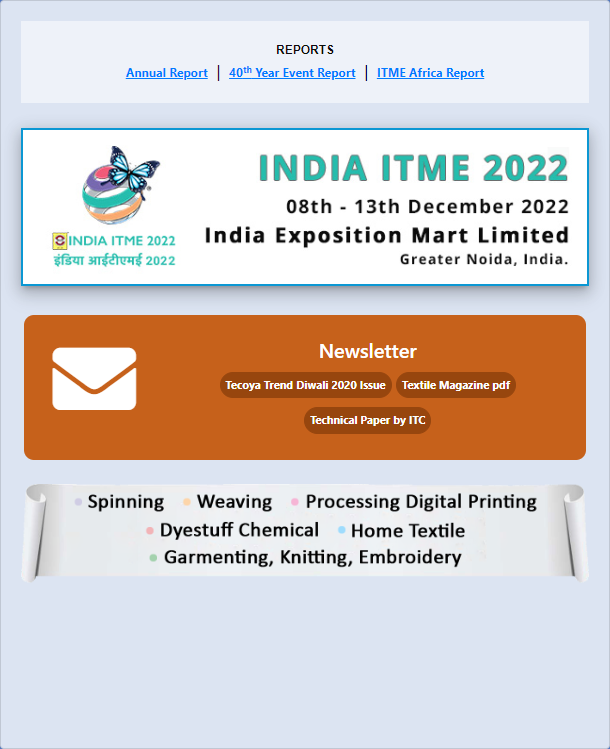 REPORTS
Annual Report | 40th Year Event Report | ITME Africa Report
INDIA ITME 2022
08th - 13th December 2022
India Exposition Mart Limited
Greater Noida, India.
INDIA ITME 2022
इंडिया आईटीएमई 2022
Newsletter
Tecoya Trend Diwali 2020 Issue Textile Magazine pdf
Technical Paper by ITC
• Spinning • Weaving • Processing Digital Printing
• Dyestuff Chemical • Home Textile
• Garmenting, Knitting, Embroidery